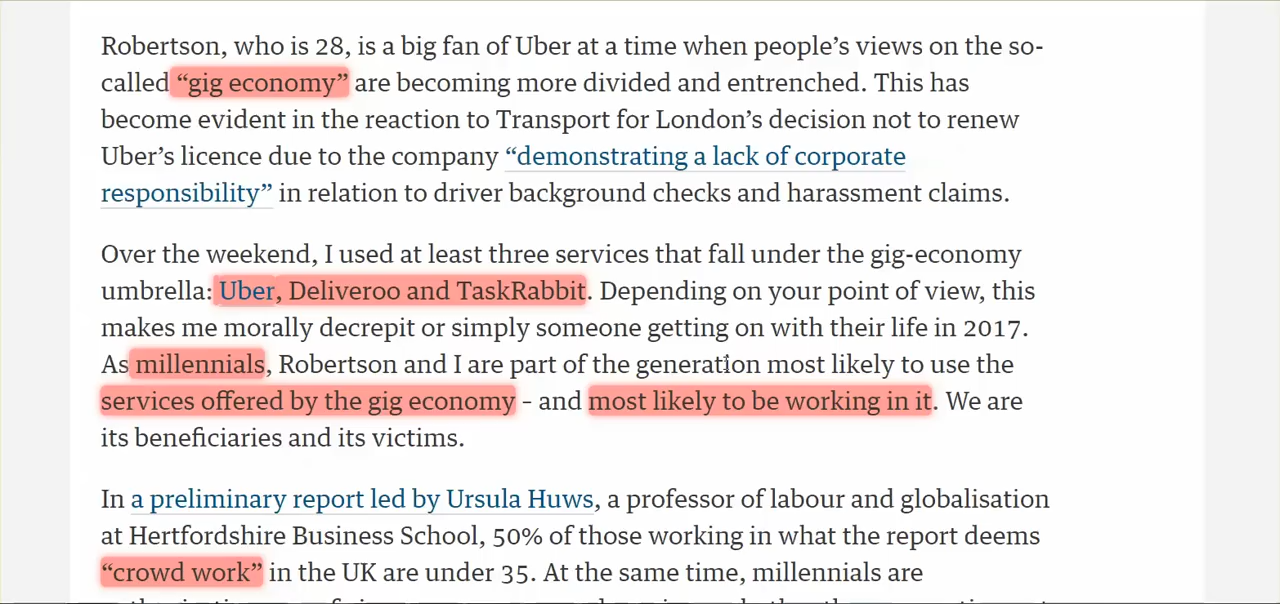 Robertson, who is 28, is a big fan of Uber at a time when people’s views on the so-
called “gig economy” are becoming more divided and entrenched. This has
become evident in the reaction to Transport for London’s decision not to renew
Uber’s licence due to the company “demonstrating a lack of corporate
responsibility” in relation to driver background checks and harassment claims.
Over the weekend, I used at least three services that fall under the gig-economy
umbrella: Uber, Deliveroo and TaskRabbit. Depending on your point of view, this
makes me morally decrepit or simply someone getting on with their life in 2017.
As millennials, Robertson and I are part of the generation most likely to use the
services offered by the gig economy - and most likely to be working in it. We are
its beneficiaries and its victims.
In a preliminary report led by Ursula Huws, a professor of labour and globalisation
at Hertfordshire Business School, 50% of those working in what the report deems
“crowd work” in the UK are under 35. At the same time, millennials are